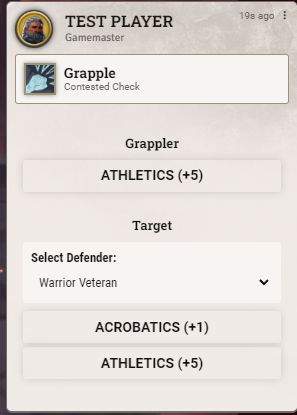 TEST PLAYER
19s ago
Gamemaster
Grapple
Contested Check
Grappler
ATHLETICS (+5)
Target
Select Defender:
Warrior Veteran
ACROBATICS (+1)
ATHLETICS (+5)